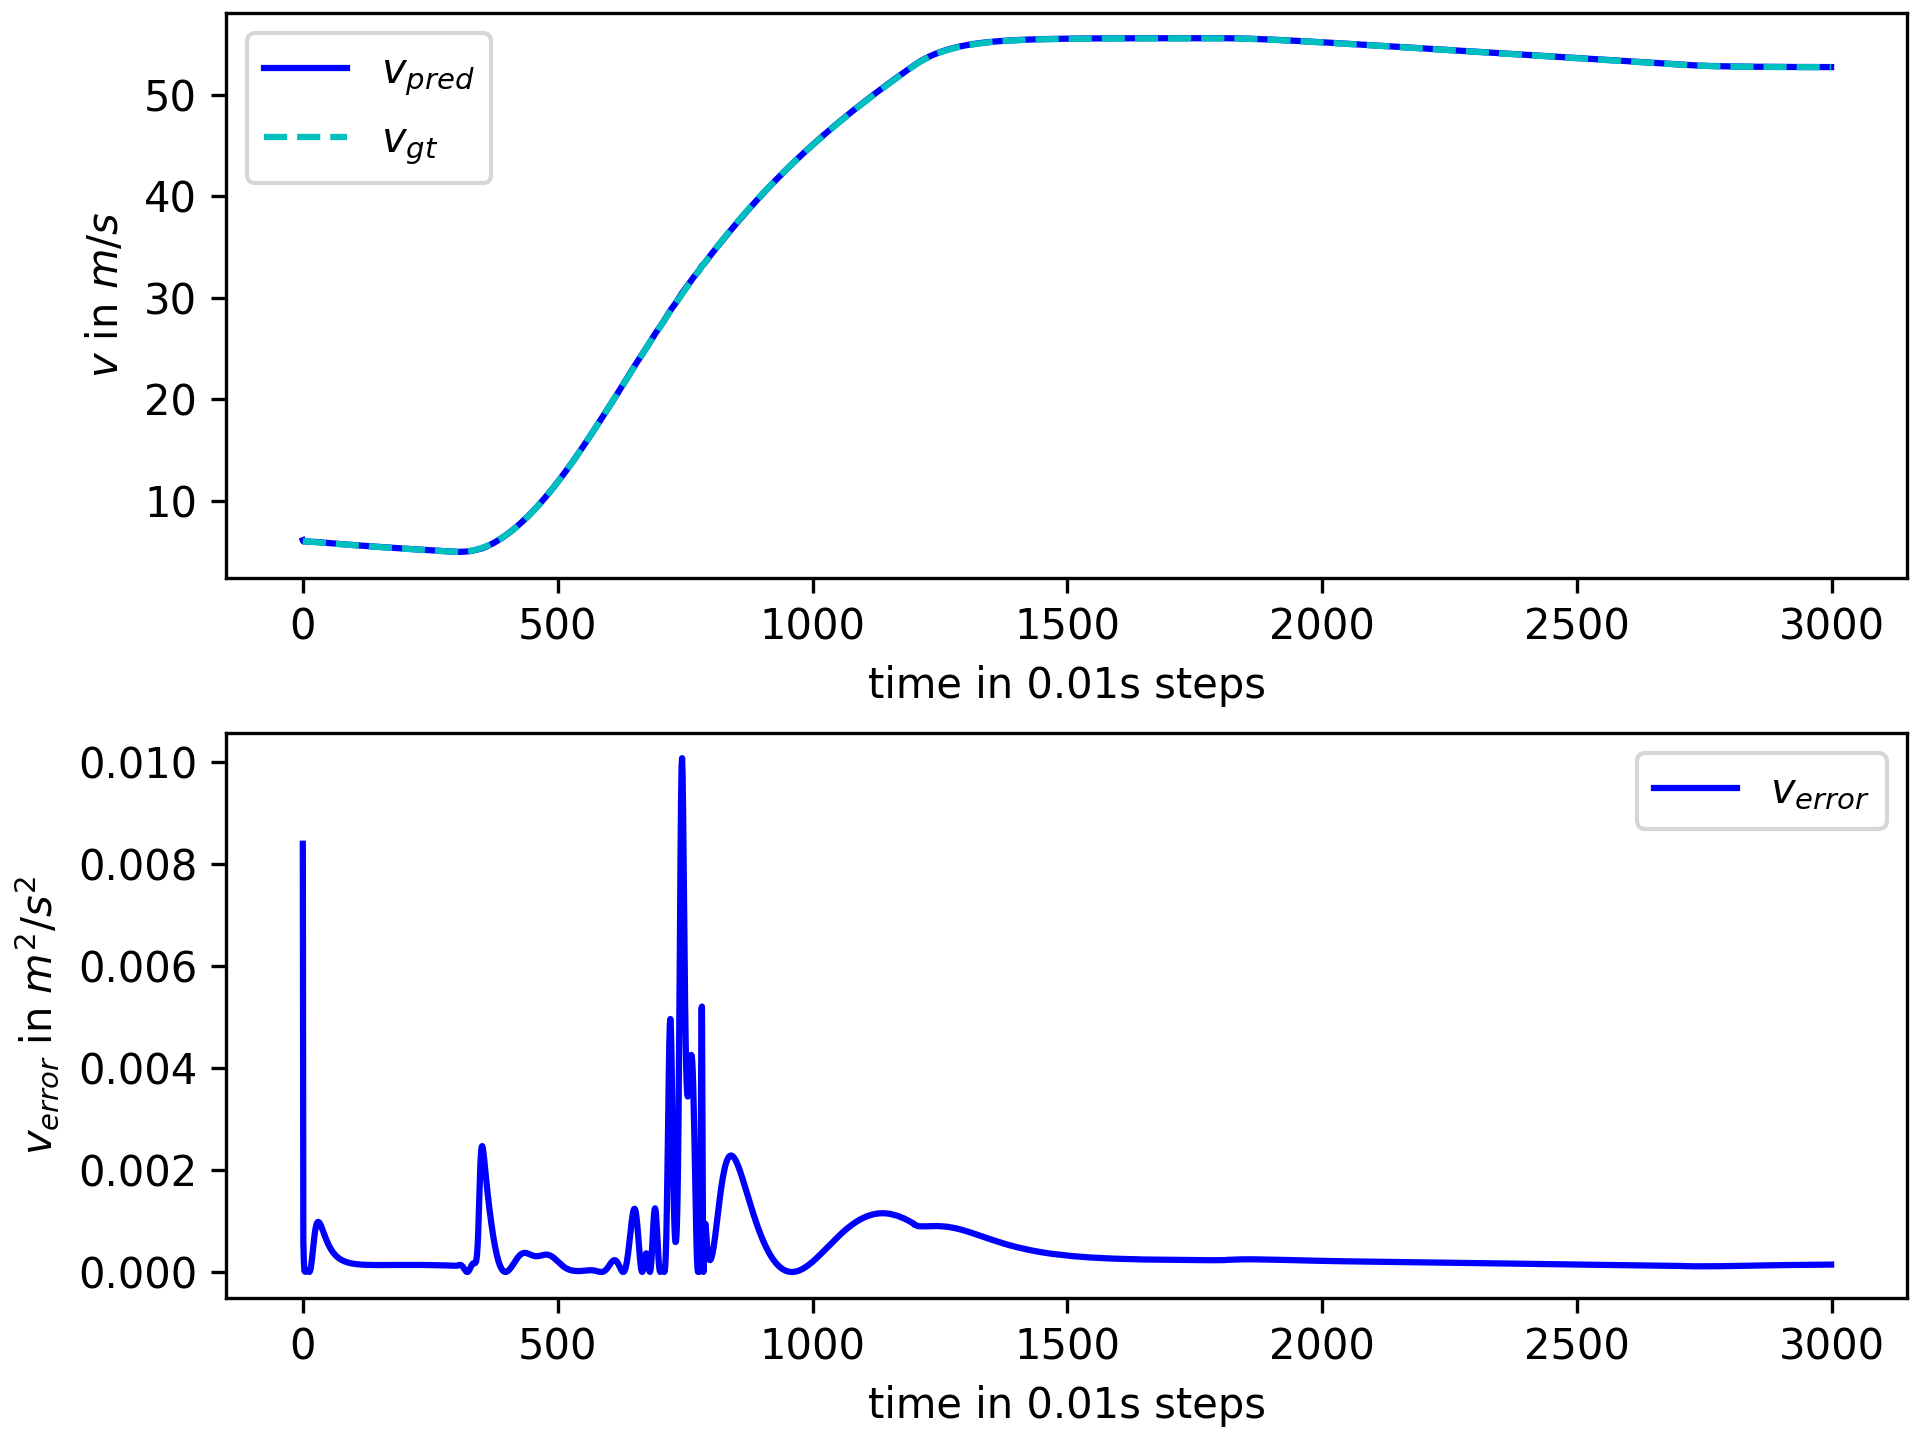 v_pred
v_gt
50
40
30
20
10
v in m/s
0 500 1000 1500 2000 2500 3000
time in 0.01s steps
v_error
0.010
0.008
0.006
0.004
0.002
0.000
v_error in m²/s²
0 500 1000 1500 2000 2500 3000
time in 0.01s steps